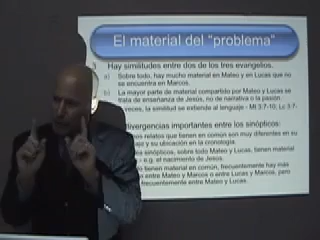 El material del "problema"
3 Hay similitudes entre dos de los tres evangelios.
a) Sobre todo, hay mucho material en Mateo y en Lucas que no
se encuentra en Marcos.
b) La mayor parte de material compartido por Mateo y Lucas se
trata de enseñanza de Jesus, no de narrativa o la pasión.
veces, la similitud se extiende al lenguaje - Mt 3.7-10, Lc 3.7-
divergencias importantes entre los sinópticos:
relatos que tienen en común son muy diferentes en su
y su ubicación en la cronología.
sinópticos, sobre todo Mateo y Lucas, tienen material
- e.g. el nacimiento de Jesus.
tienen material en común, frecuentemente hay más
entre Mateo y Marcos o entre Lucas y Marcos, pero
frecuentemente entre Mateo y Lucas.